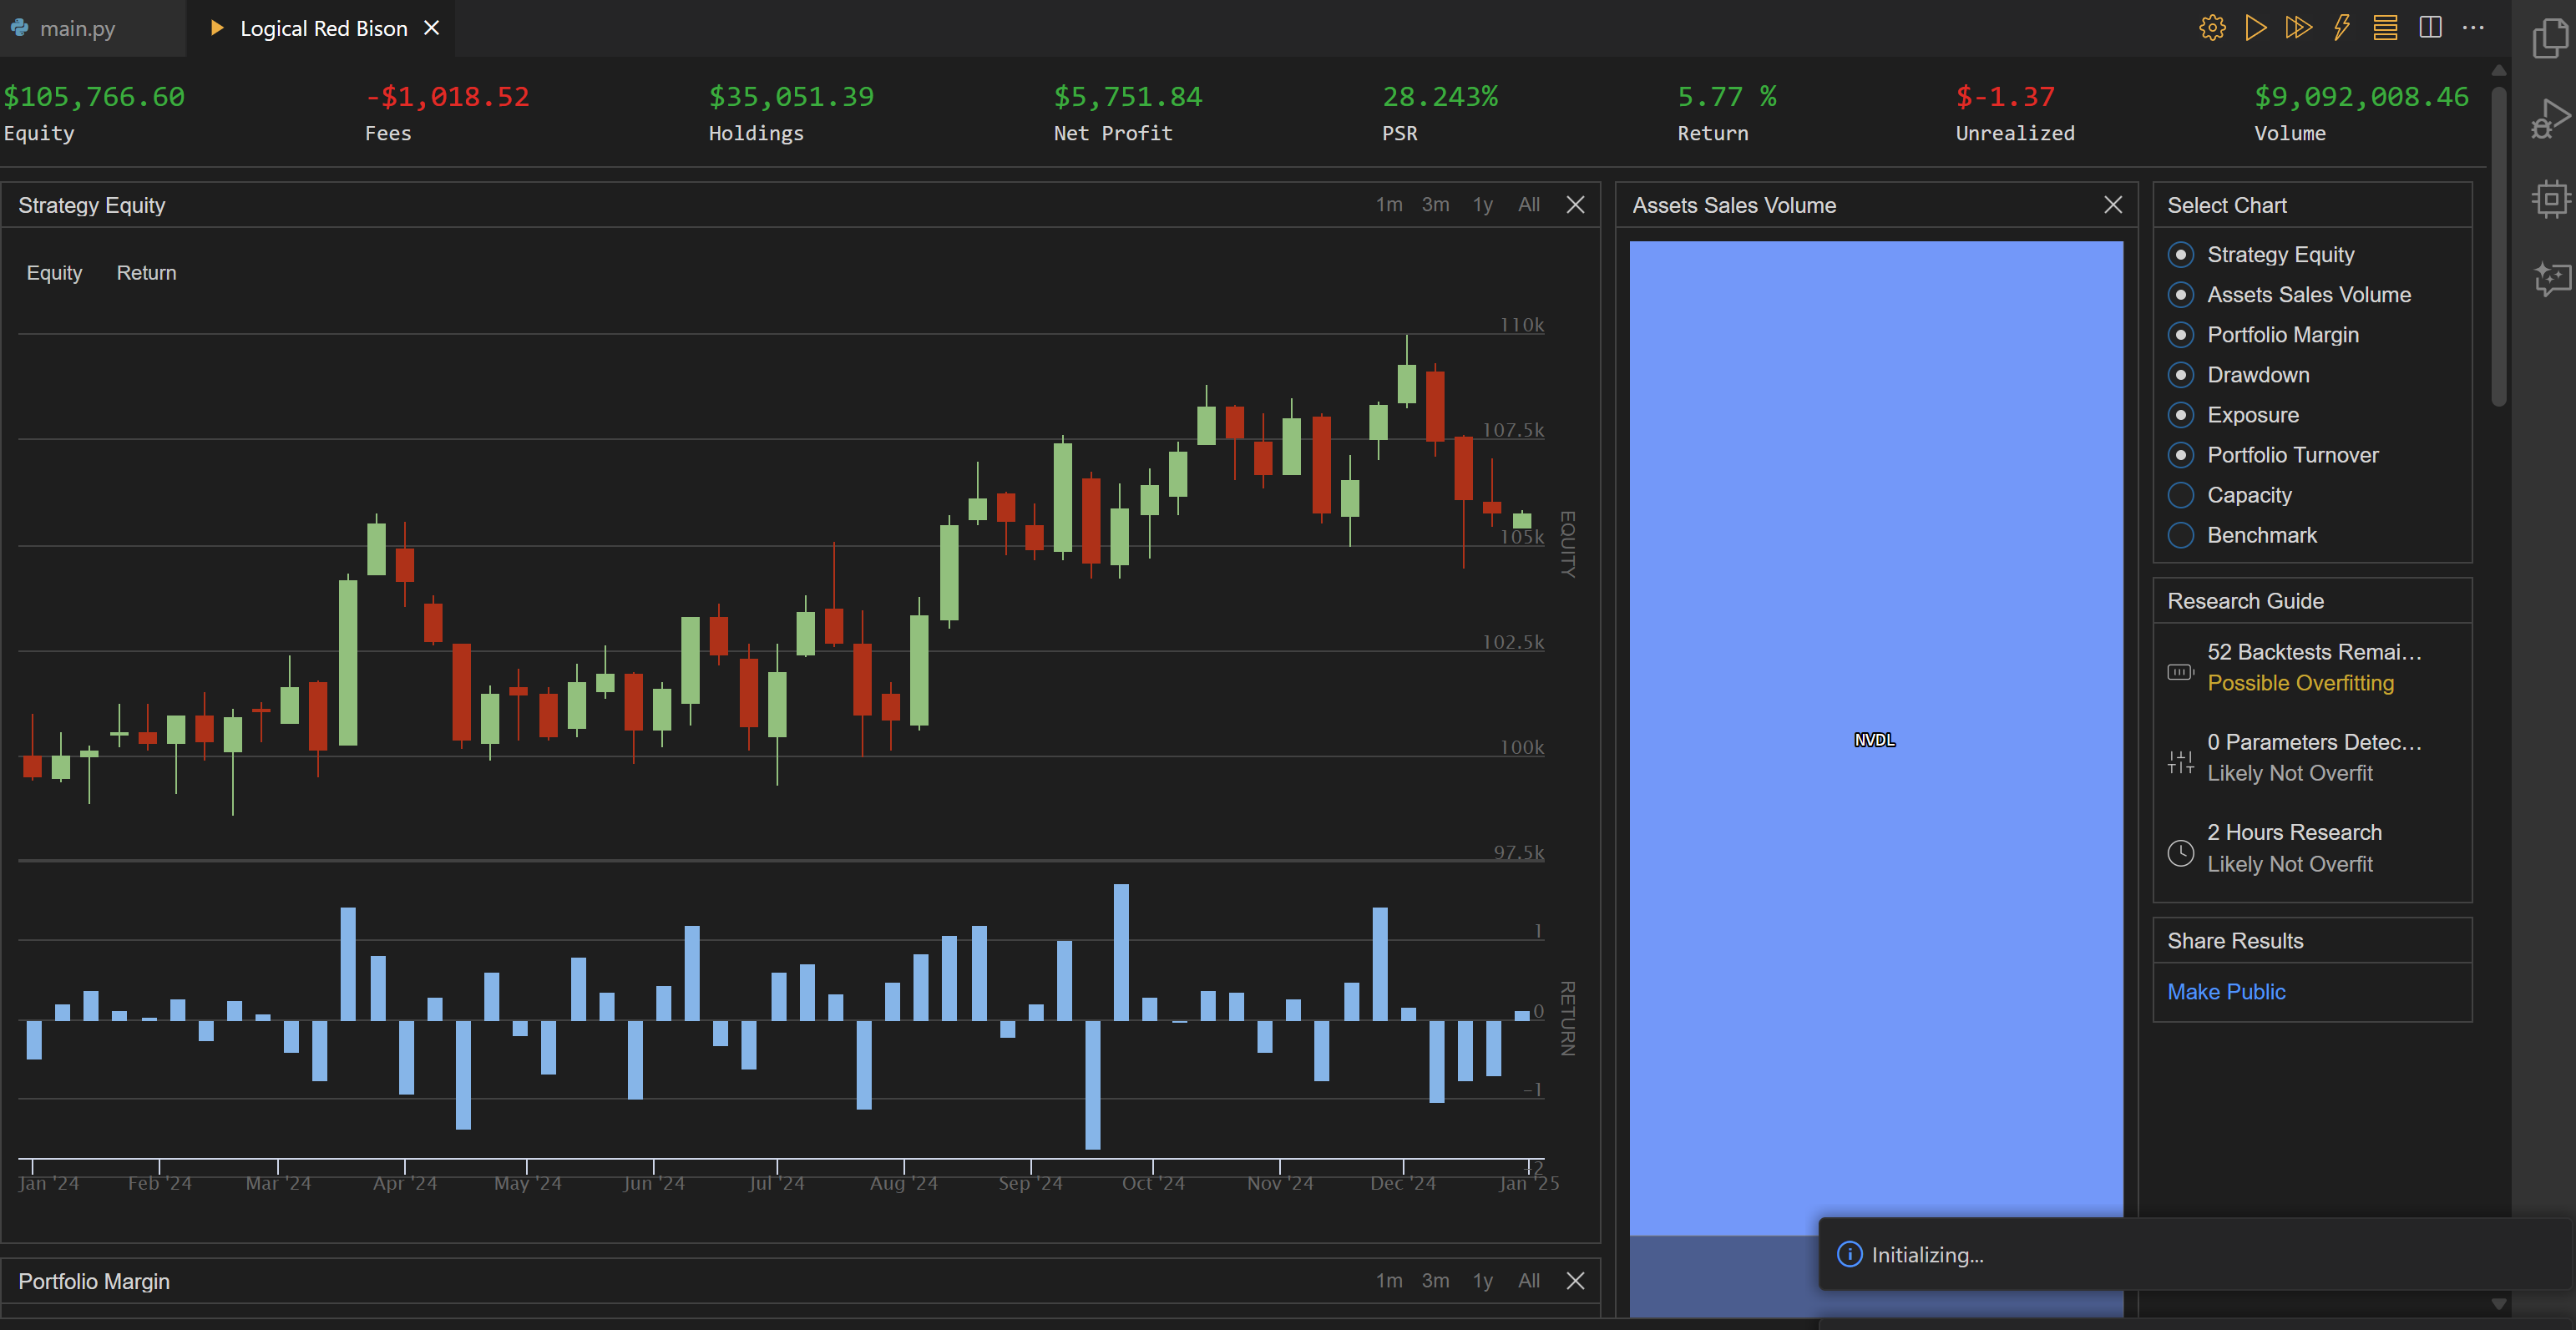 main.py
Logical Red Bison
$105,766.60
Equity
-$1,018.52
Fees
$35,051.39
Holdings
$5,751.84
Net Profit
28.243%
PSR
5.77 %
Return
$-1.37
Unrealized
$9,092,008.46
Volume
Strategy Equity
1m 3m 1y All
Equity Return
110k
107.5k
105k
102.5k
100k
97.5k
EQUITY
1
0
-1
-2
RETURN
Jan '24 Feb '24 Mar '24 Apr '24 May '24 Jun '24 Jul '24 Aug '24 Sep '24 Oct '24 Nov '24 Dec '24 Jan '25
Portfolio Margin
1m 3m 1y All
Assets Sales Volume
NVDL
Select Chart
Strategy Equity
Assets Sales Volume
Portfolio Margin
Drawdown
Exposure
Portfolio Turnover
Capacity
Benchmark
Research Guide
52 Backtests Remai...
Possible Overfitting
0 Parameters Detec...
Likely Not Overfit
2 Hours Research
Likely Not Overfit
Share Results
Make Public
Initializing...